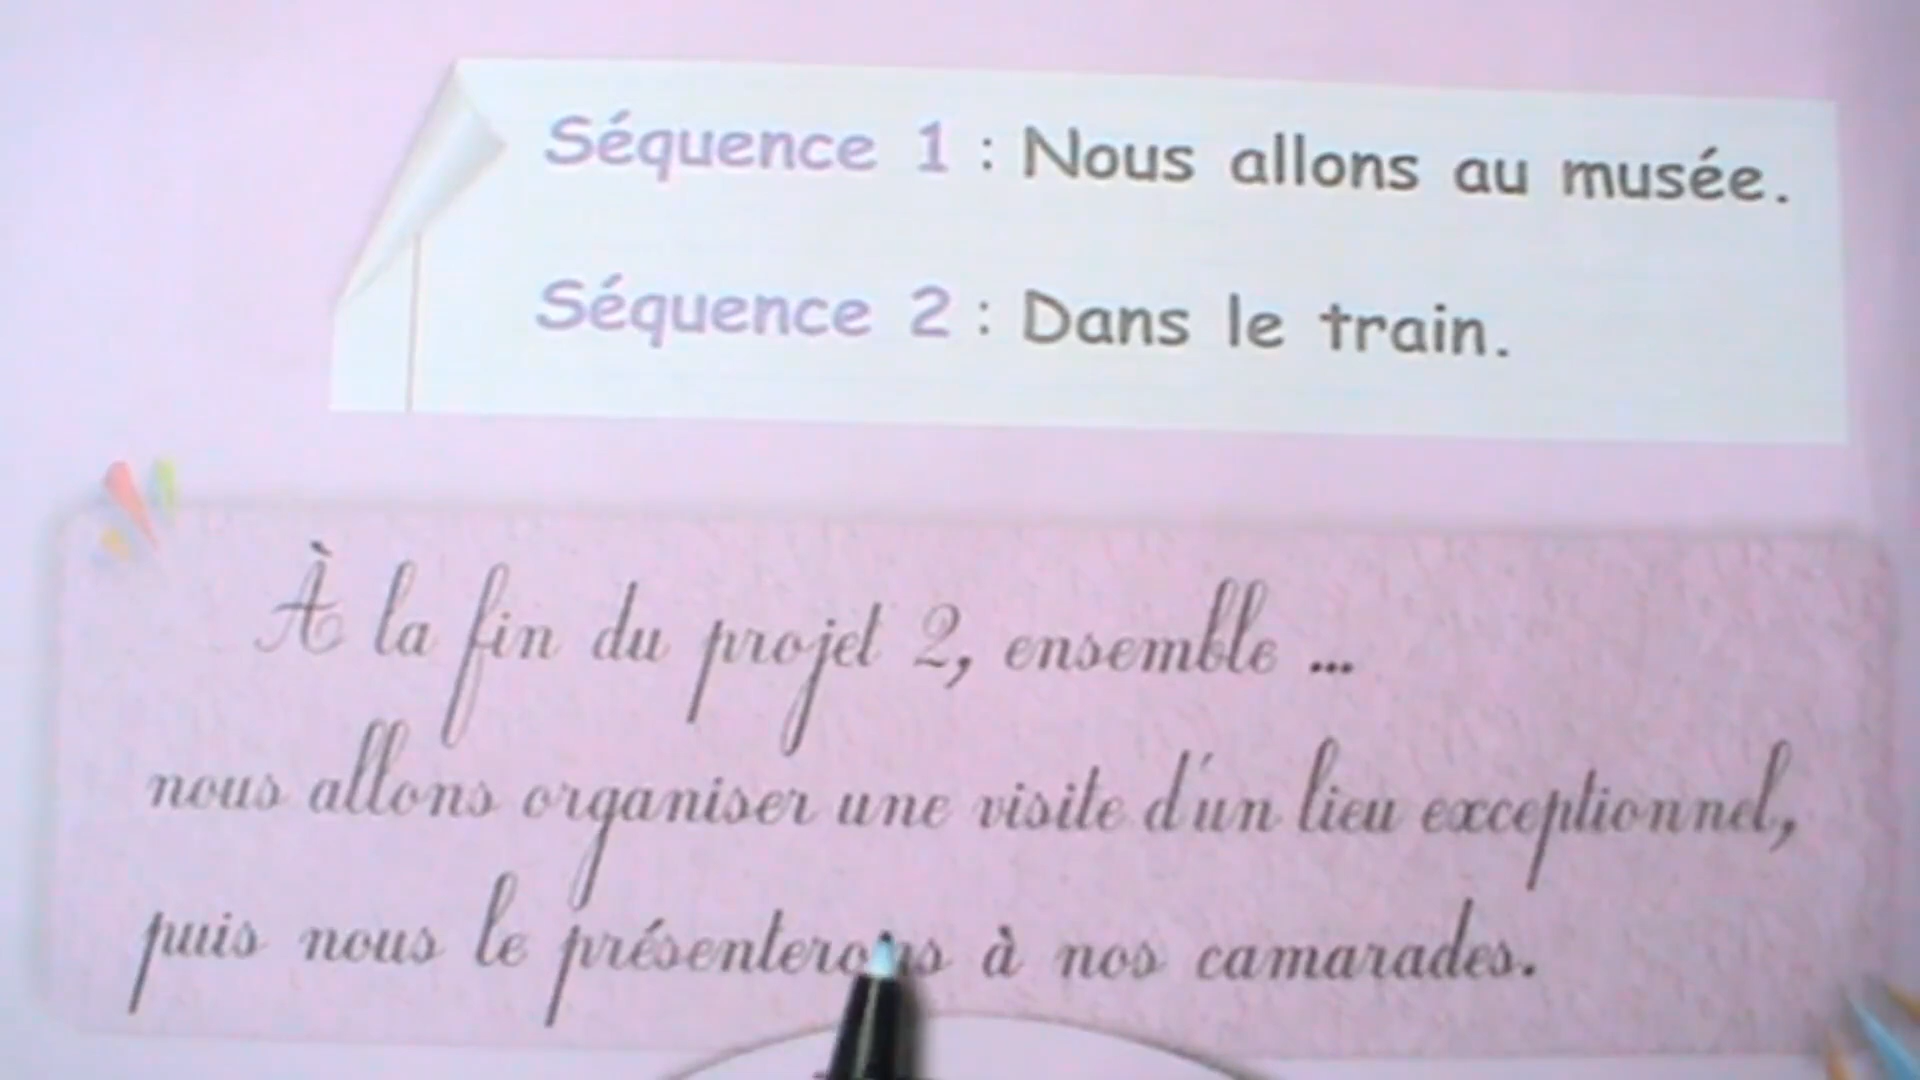 Séquence 1 : Nous allons au musée.
Séquence 2 : Dans le train.
À la fin du projet 2, ensemble ...
nous allons organiser une visite d'un lieu exceptionnel,
puis nous le présenterons à nos camarades.